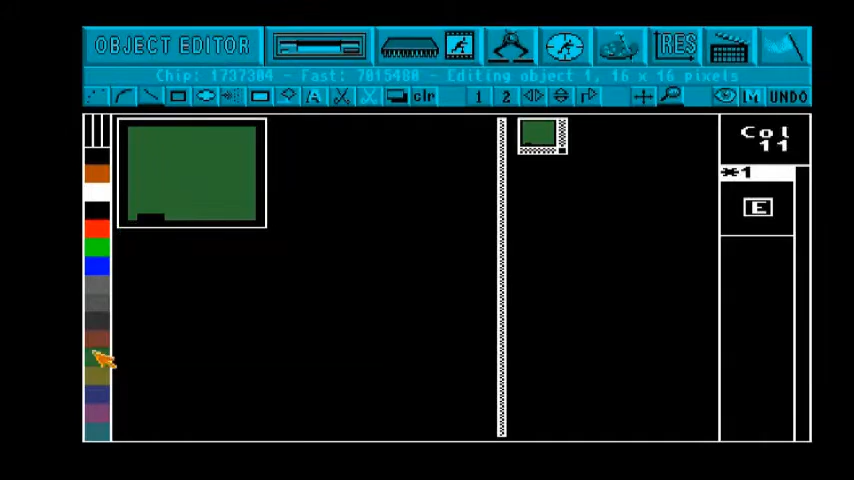 OBJECT EDITOR
RES
Chip: 1737304 - Fast: 7015480 - Editing object 1, 16 x 16 pixels
A clr 1 2 M UNDO
Col
11
*1
E